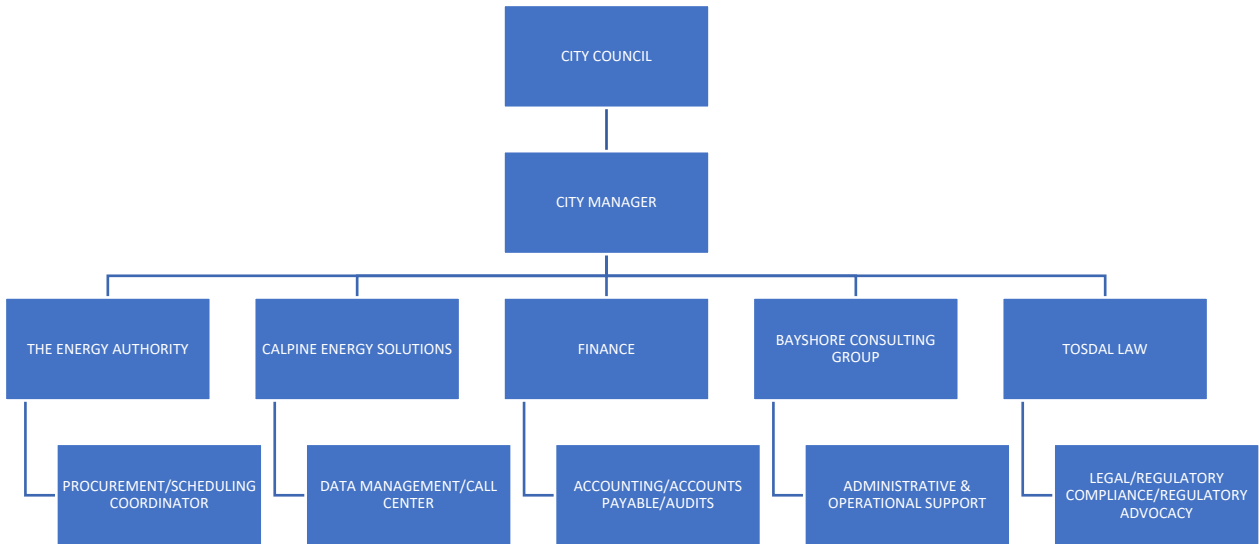 CITY COUNCIL
CITY MANAGER
THE ENERGY AUTHORITY
CALPINE ENERGY SOLUTIONS
FINANCE
BAYSHORE CONSULTING
GROUP
TOSDAL LAW
PROCUREMENT/SCHEDULING
COORDINATOR
DATA MANAGEMENT/CALL
CENTER
ACCOUNTING/ACCOUNTS
PAYABLE/AUDITS
ADMINISTRATIVE &
OPERATIONAL SUPPORT
LEGAL/REGULATORY
COMPLIANCE/REGULATORY
ADVOCACY